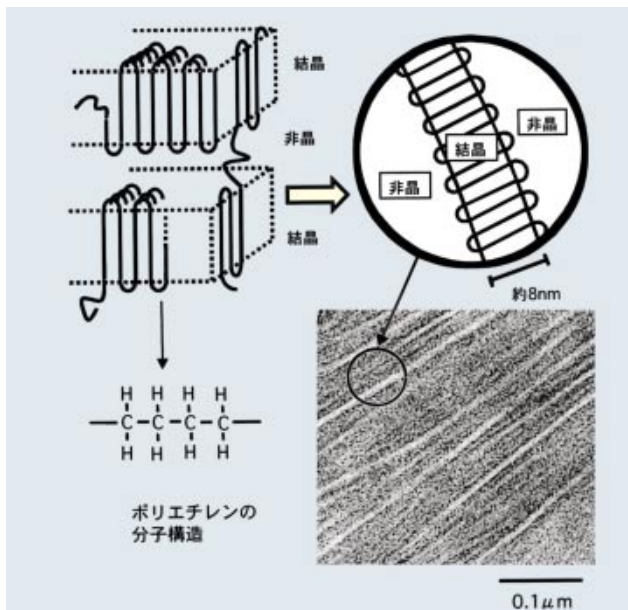 結晶
非晶
結晶
非晶
結晶
非晶
約8nm
H H H H
C C C C
H H H H
ポリエチレンの
分子構造
0.1μm